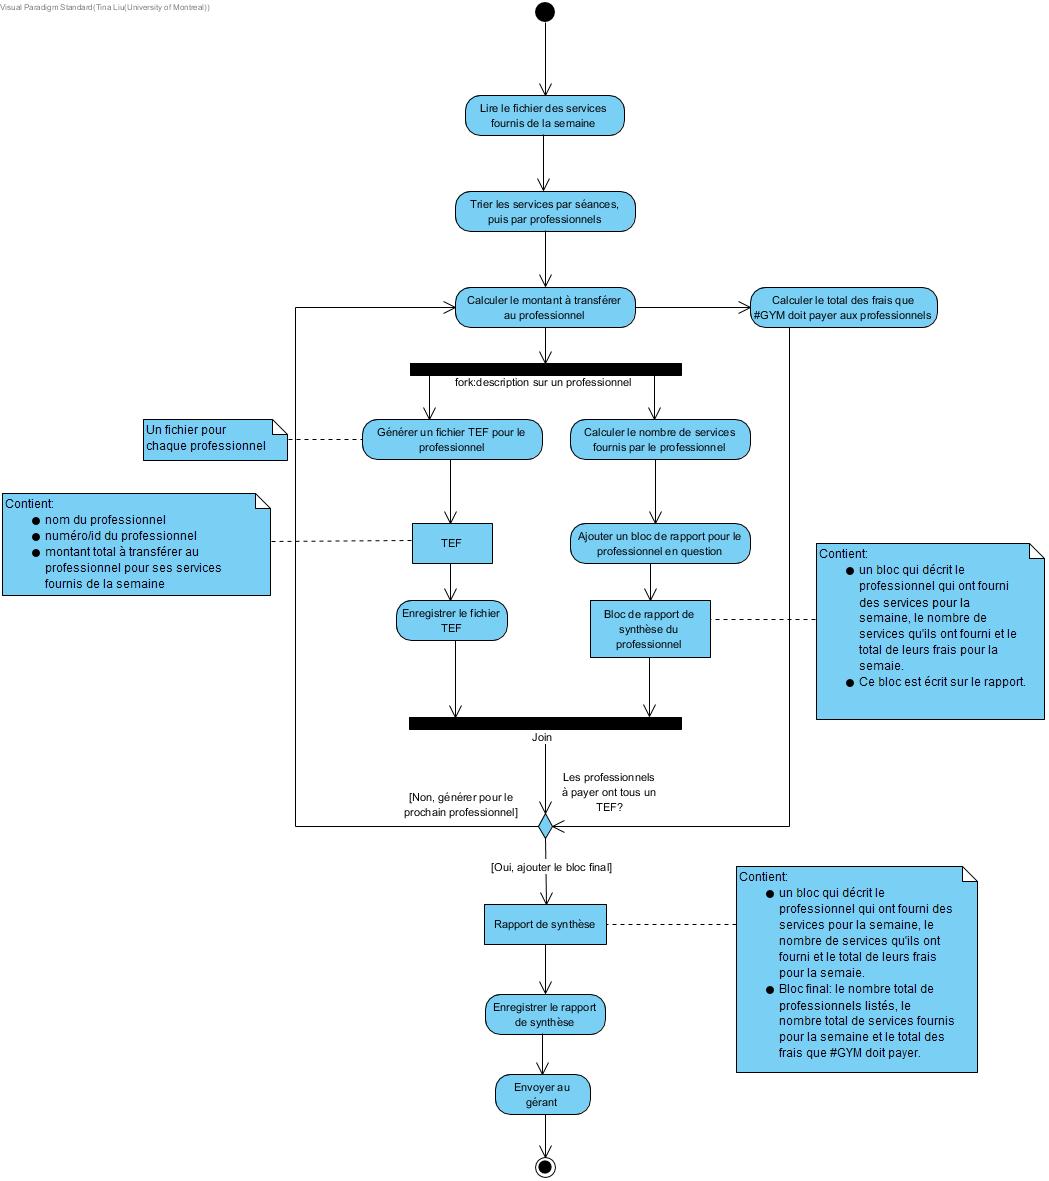 Visual Paradigm Standard(Tina Liu(University of Montreal))
Lire le fichier des services
fournis de la semaine
Trier les services par séances,
puis par professionnels
Calculer le montant à transférer
au professionnel
Calculer le total des frais que
#GYM doit payer aux professionnels
fork:description sur un professionnel
Un fichier pour
chaque professionnel
Générer un fichier TEF pour le
professionnel
Calculer le nombre de services
fournis par le professionnel
Contient:
nom du professionnel
numéro/id du professionnel
montant total à transférer au
professionnel pour ses services
fournis de la semaine
TEF
Ajouter un bloc de rapport pour le
professionnel en question
Enregistrer le fichier
TEF
Bloc de rapport de
synthèse du
professionnel
Contient:
un bloc qui décrit le
professionnel qui ont fourni
des services pour la
semaine, le nombre de
services qu'ils ont fourni et le
total de leurs frais pour la
semaie.
Ce bloc est écrit sur le rapport.
Join
Les professionnels
à payer ont tous un
TEF?
[Non, générer pour le
prochain professionnel]
[Oui, ajouter le bloc final]
Rapport de synthèse
Contient:
un bloc qui décrit le
professionnel qui ont fourni des
services pour la semaine, le
nombre de services qu'ils ont
fourni et le total de leurs frais
pour la semaie.
Bloc final: le nombre total de
professionnels listés, le
nombre total de services fournis
pour la semaine et le total des
frais que #GYM doit payer.
Enregistrer le rapport
de synthèse
Envoyer au
gérant